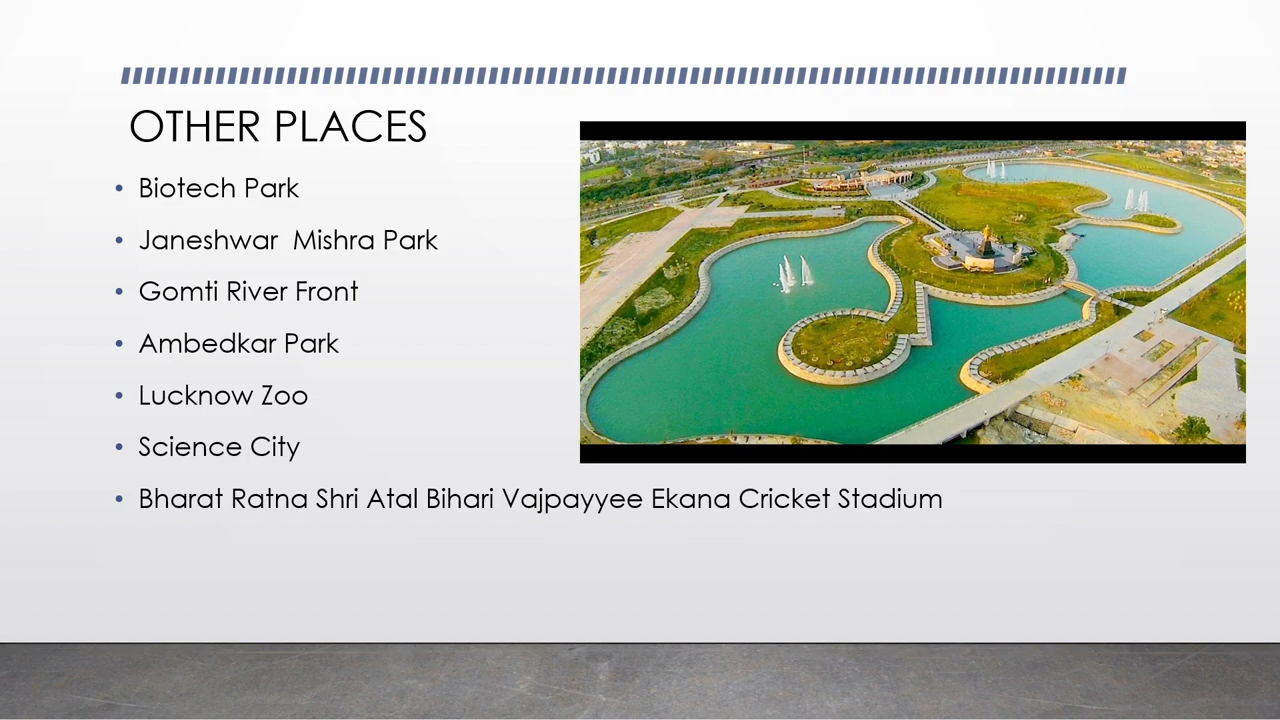 OTHER PLACES
• Biotech Park
• Janeshwar  Mishra Park
• Gomti River Front
• Ambedkar Park
• Lucknow Zoo
• Science City
• Bharat Ratna Shri Atal Bihari Vajpayyee Ekana Cricket Stadium